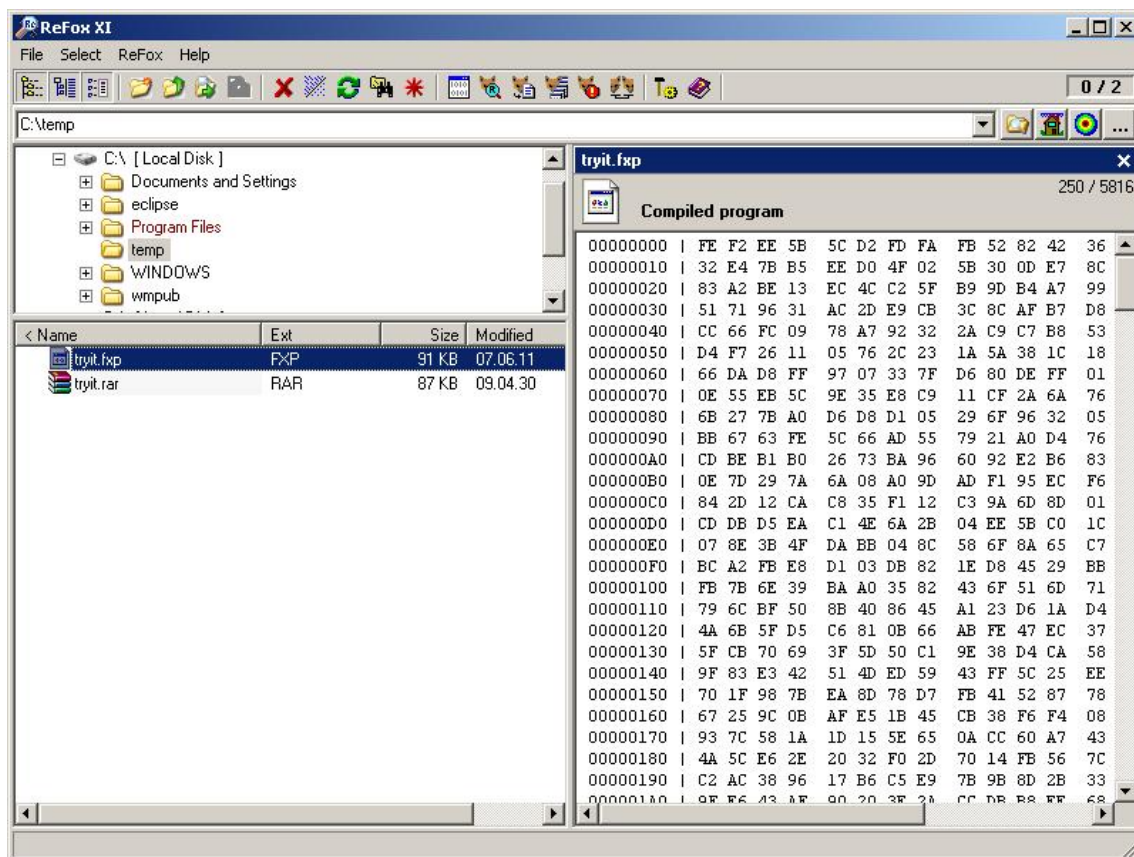 ReFox XI
File Select ReFox Help
0 / 2
C:\temp
...
C:\ [ Local Disk ]
Documents and Settings
eclipse
Program Files
temp
WINDOWS
wmpub
< Name Ext Size Modified
tryit.fxp FXP 91 KB 07.06.11
tryit.rar RAR 87 KB 09.04.30
tryit.fxp
250 / 5816
Compiled program
00000000 | FE F2 EE 5B 5C D2 FD FA FB 52 82 42 36
00000010 | 32 E4 7B B5 EE D0 4F 02 5B 30 0D E7 8C
00000020 | 83 A2 BE 13 EC 4C C2 5F B9 9D B4 A7 99
00000030 | 51 71 96 31 AC 2D E9 CB 3C 8C AF B7 D8
00000040 | CC 66 FC 09 78 A7 92 32 2A C9 C7 B8 53
00000050 | D4 F7 26 11 05 76 2C 23 1A 5A 38 1C 18
00000060 | 66 DA D8 FF 97 07 33 7F D6 80 DE FF 01
00000070 | 0E 55 EB 5C 9E 35 E8 C9 11 CF 2A 6A 76
00000080 | 6B 27 7B A0 D6 D8 D1 05 29 6F 96 32 05
00000090 | BB 67 63 FE 5C 66 AD 55 79 21 A0 D4 76
000000A0 | CD BE B1 B0 26 73 BA 96 60 92 E2 B6 83
000000B0 | 0E 7D 29 7A 6A 08 A0 9D AD F1 95 EC F6
000000C0 | 84 2D 12 CA C8 35 F1 12 C3 9A 6D 8D 01
000000D0 | CD DB D5 EA C1 4E 6A 2B 04 EE 5B C0 1C
000000E0 | 07 8E 3B 4F DA BB 04 8C 58 6F 8A 65 C7
000000F0 | BC A2 FB E8 D1 03 DB 82 1E D8 45 29 BB
00000100 | FB 7B 6E 39 BA A0 35 82 43 6F 51 6D 71
00000110 | 79 6C BF 50 8B 40 86 45 A1 23 D6 1A D4
00000120 | 4A 6B 5F D5 C6 81 0B 66 AB FE 47 EC 37
00000130 | 5F CB 70 69 3F 5D 50 C1 9E 38 D4 CA 58
00000140 | 9F 83 E3 42 51 4D ED 59 43 FF 5C 25 EE
00000150 | 70 1F 98 7B EA 8D 78 D7 FB 41 52 87 78
00000160 | 67 25 9C 0B AF E5 1B 45 CB 38 F6 F4 08
00000170 | 93 7C 58 1A 1D 15 5E 65 0A CC 60 A7 43
00000180 | 4A 5C E6 2E 20 32 F0 2D 70 14 FB 56 7C
00000190 | C2 AC 38 96 17 B6 C5 E9 7B 9B 8D 2B 33